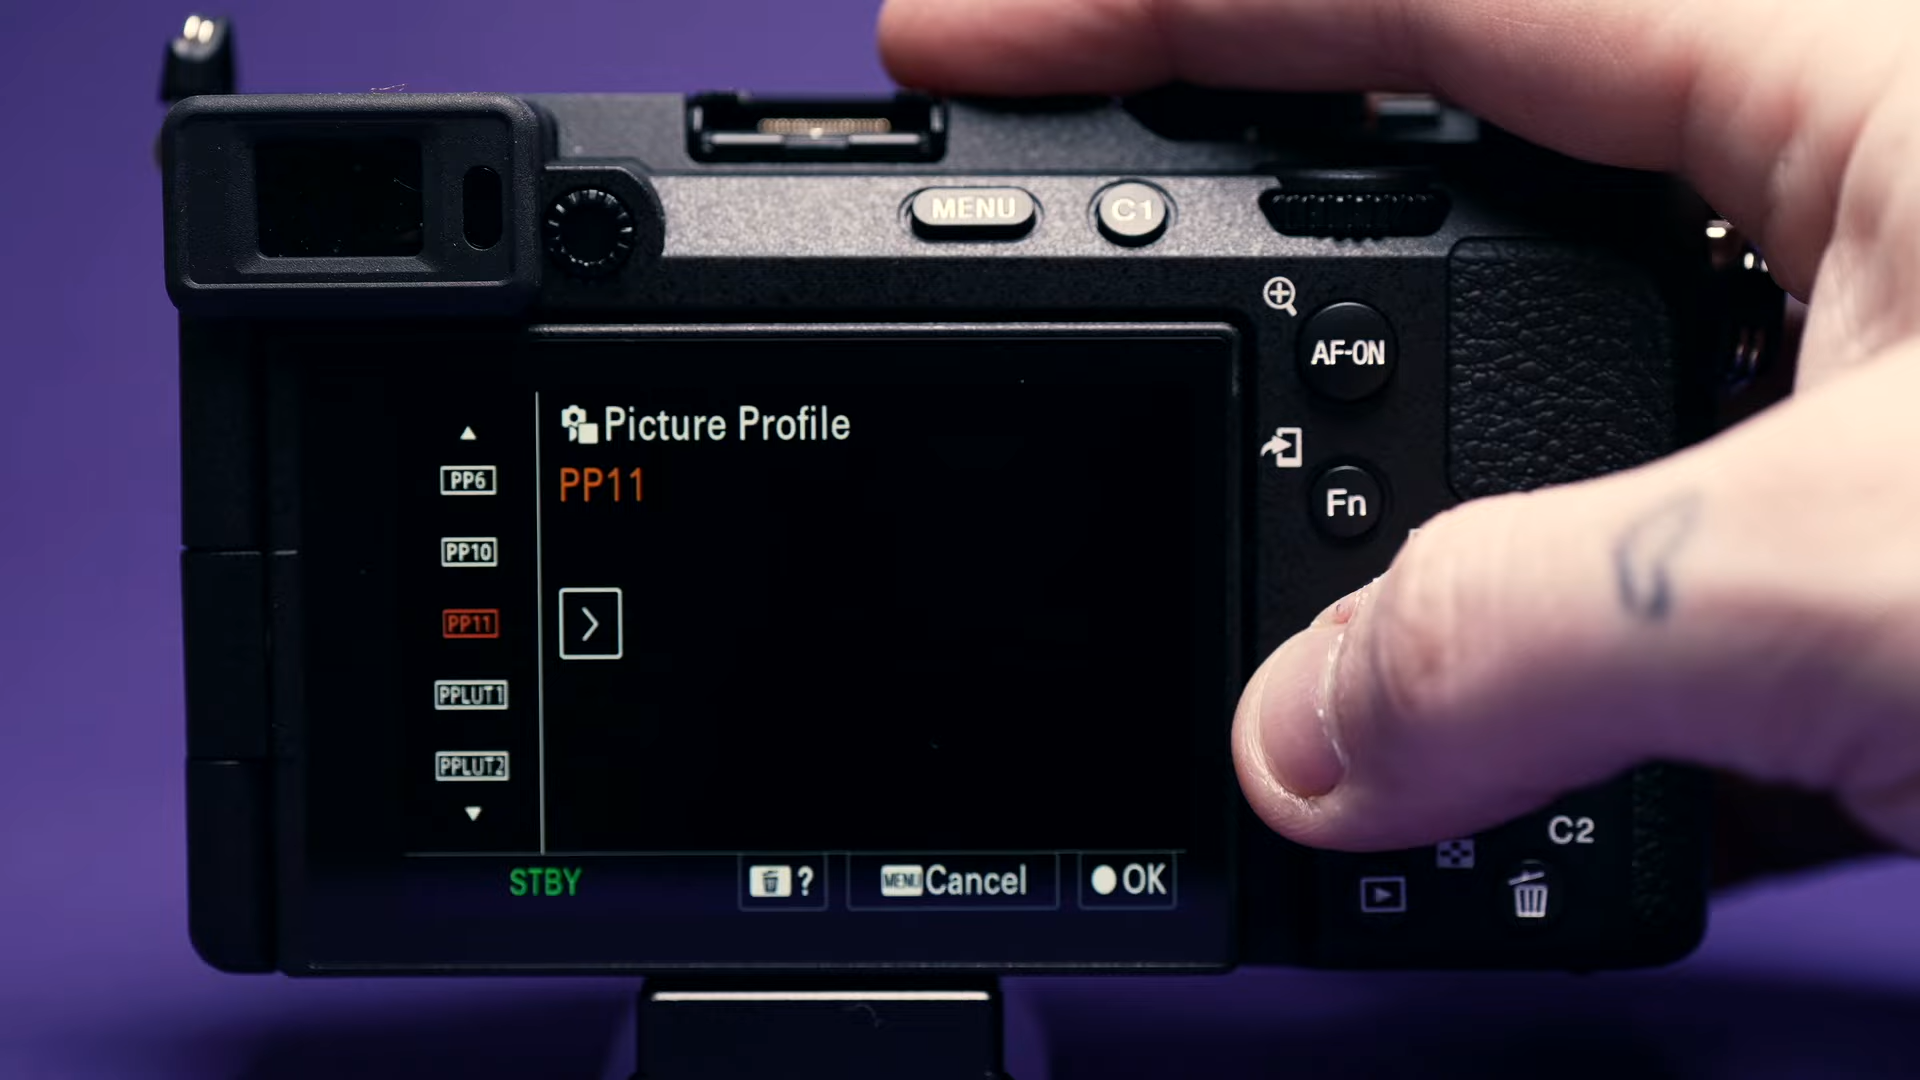 MENU
C1
AF-ON
Picture Profile
PP6
PP11
Fn
PP10
PP11
PPLUT1
PPLUT2
C2
STBY
?
MENU Cancel
OK